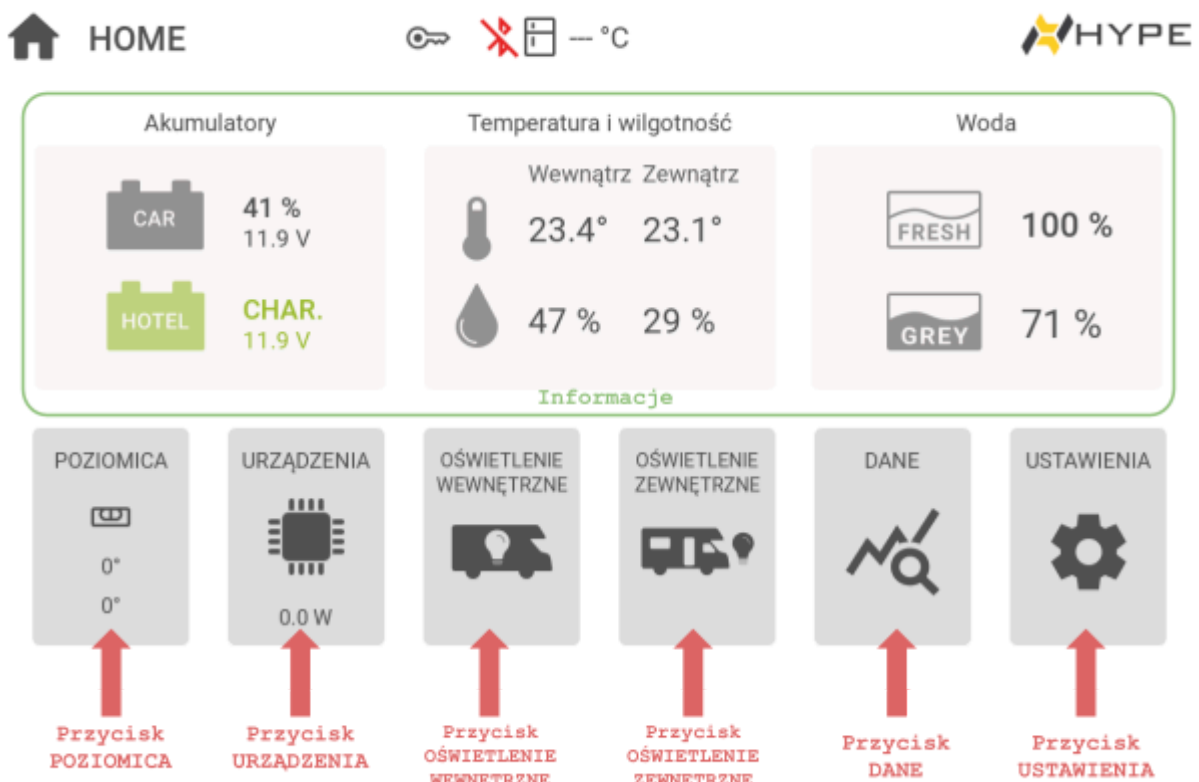 HOME
--- °C
HYPE
Akumulatory
Temperatura i wilgotność
Woda
CAR
41 %
11.9 V
HOTEL
CHAR.
11.9 V
Wewnątrz Zewnątrz
23.4° 23.1°
47 % 29 %
FRESH
100 %
GREY
71 %
Informacje
POZIOMICA
0°
0°
URZĄDZENIA
0.0 W
OŚWIETLENIE
WEWNĘTRZNE
OŚWIETLENIE
ZEWNĘTRZNE
DANE
USTAWIENIA
Przycisk
POZIOMICA
Przycisk
URZĄDZENIA
Przycisk
OŚWIETLENIE
WEWNĘTRZNE
Przycisk
OŚWIETLENIE
ZEWNĘTRZNE
Przycisk
DANE
Przycisk
USTAWIENIA